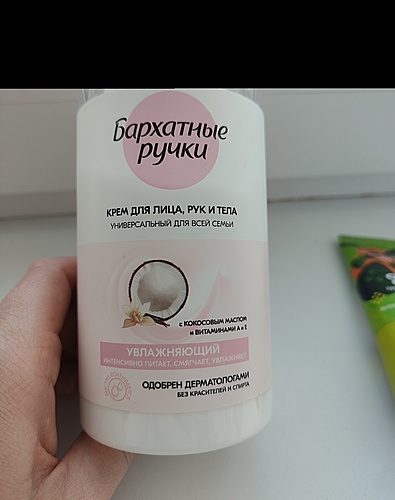 Бархатные
ручки
КРЕМ ДЛЯ ЛИЦА, РУК И ТЕЛА
УНИВЕРСАЛЬНЫЙ ДЛЯ ВСЕЙ СЕМЬИ
с КОКОСОВЫМ МАСЛОМ
и ВИТАМИНАМИ А и Е
УВЛАЖНЯЮЩИЙ
ИНТЕНСИВНО ПИТАЕТ, СМЯГЧАЕТ, УВЛАЖНЯЕТ
ОДОБРЕН ДЕРМАТОЛОГАМИ
БЕЗ КРАСИТЕЛЕЙ И СПИРТА